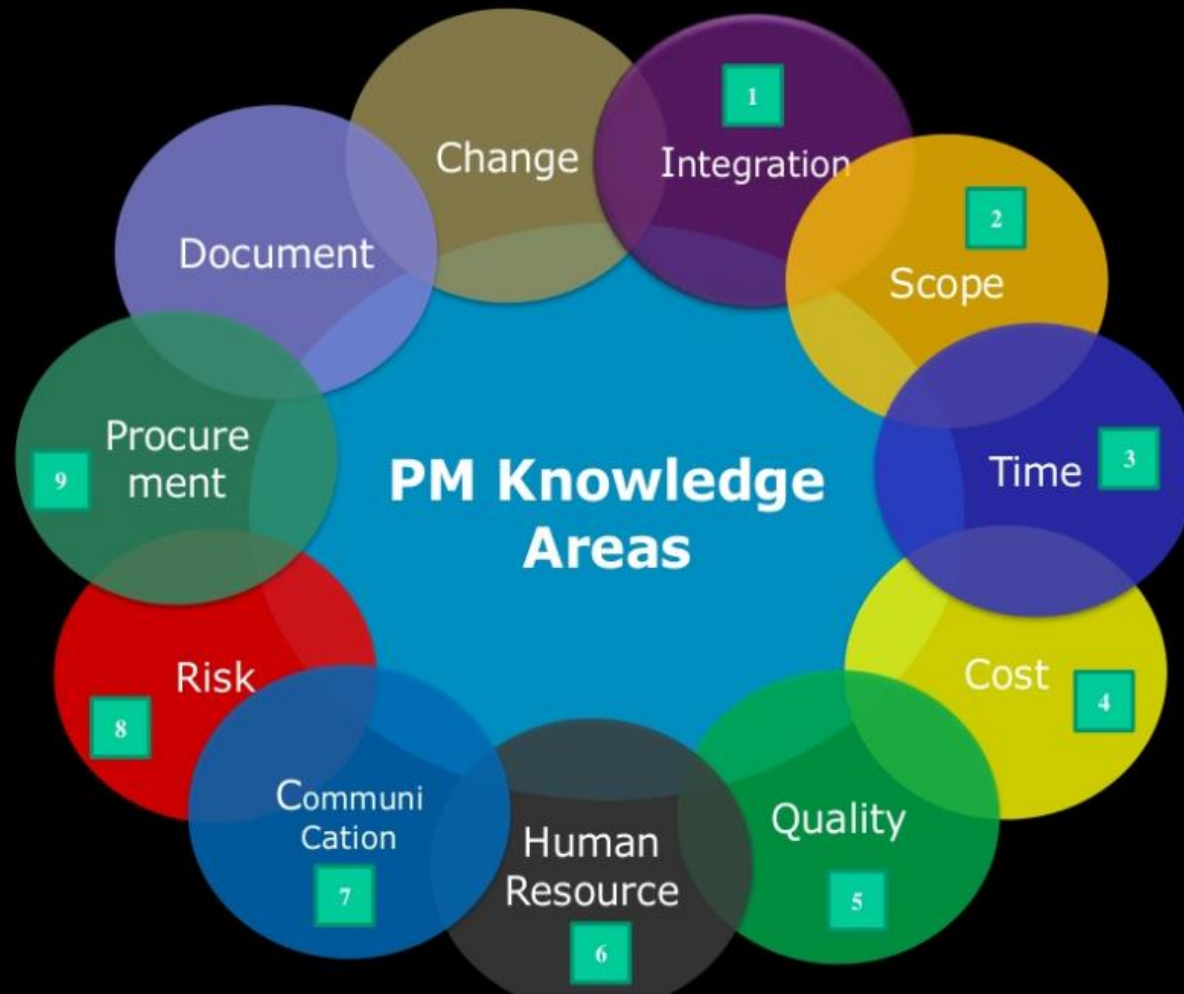 PM Knowledge
Areas
1
Integration
2
Scope
Time
3
Cost
4
Quality
5
Human
Resource
6
Communi
Cation
7
Risk
8
Procure
ment
9
Document
Change